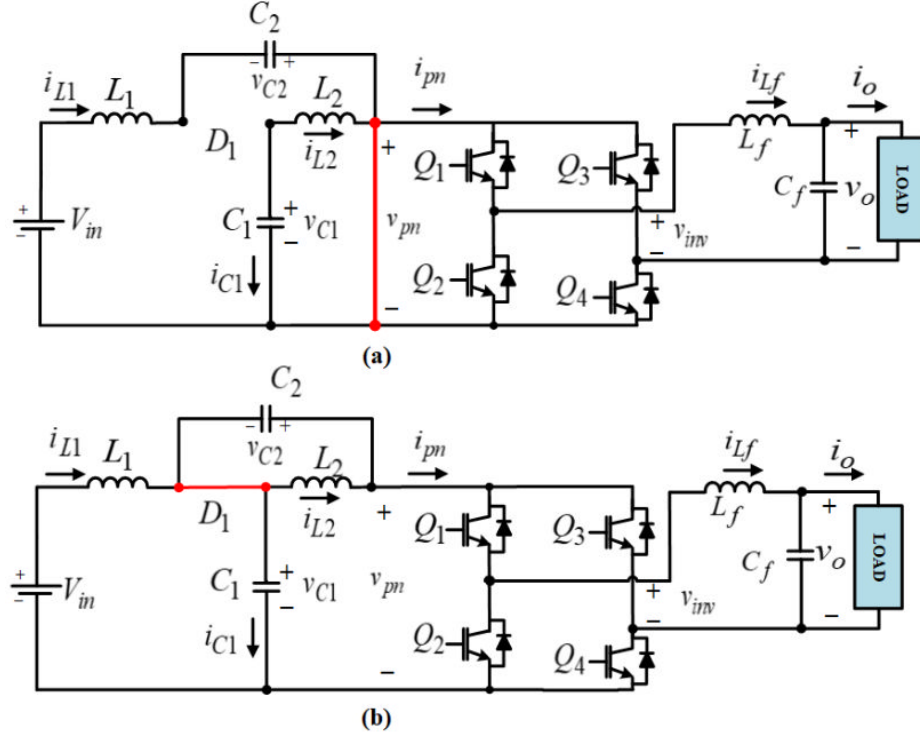 C2
− vC2 +
iL1
L1
L2
ipn
iLf
io
D1
iL2
+
Q1
Q3
Lf
+
Cf
vo
LOAD
+
−
Vin
C1
+
vC1
−
vpn
+
vinv
−
−
iC1
Q2
Q4
−
(a)
C2
− vC2 +
iL1
L1
L2
ipn
iLf
io
D1
iL2
+
Q1
Q3
Lf
+
Cf
vo
LOAD
+
−
Vin
C1
+
vC1
−
vpn
+
vinv
−
−
iC1
Q2
Q4
−
(b)